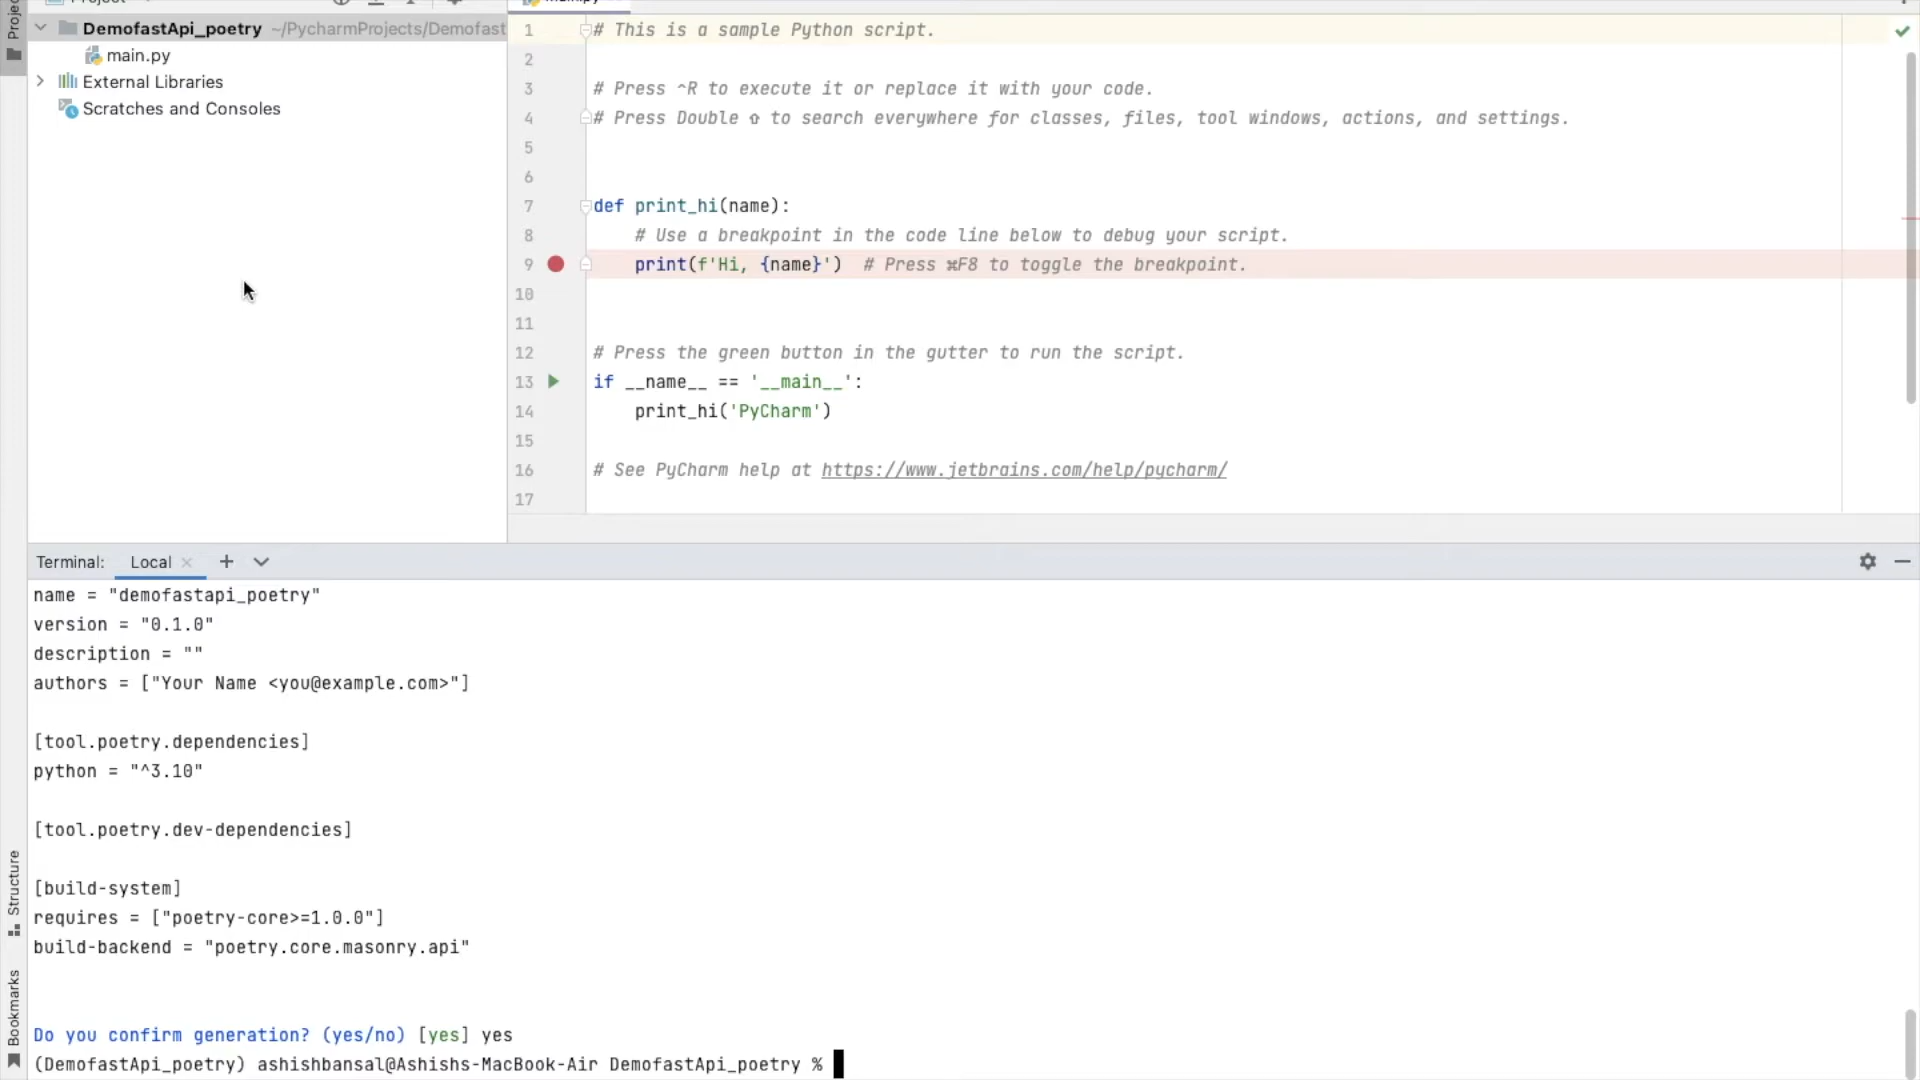 Project
DemofastApi_poetry ~/PycharmProjects/Demofast
main.py
External Libraries
Scratches and Consoles
Structure
Bookmarks
main.py
1 # This is a sample Python script.
2
3 # Press ^R to execute it or replace it with your code.
4 # Press Double ⇧ to search everywhere for classes, files, tool windows, actions, and settings.
5
6
7 def print_hi(name):
8 # Use a breakpoint in the code line below to debug your script.
9 print(f'Hi, {name}') # Press ⌘F8 to toggle the breakpoint.
10
11
12 # Press the green button in the gutter to run the script.
13 if __name__ == '__main__':
14 print_hi('PyCharm')
15
16 # See PyCharm help at https://www.jetbrains.com/help/pycharm/
17
Terminal: Local
name = "demofastapi_poetry"
version = "0.1.0"
description = ""
authors = ["Your Name <you@example.com>"]
[tool.poetry.dependencies]
python = "^3.10"
[tool.poetry.dev-dependencies]
[build-system]
requires = ["poetry-core>=1.0.0"]
build-backend = "poetry.core.masonry.api"
Do you confirm generation? (yes/no) [yes] yes
(DemofastApi_poetry) ashishbansal@Ashishs-MacBook-Air DemofastApi_poetry %